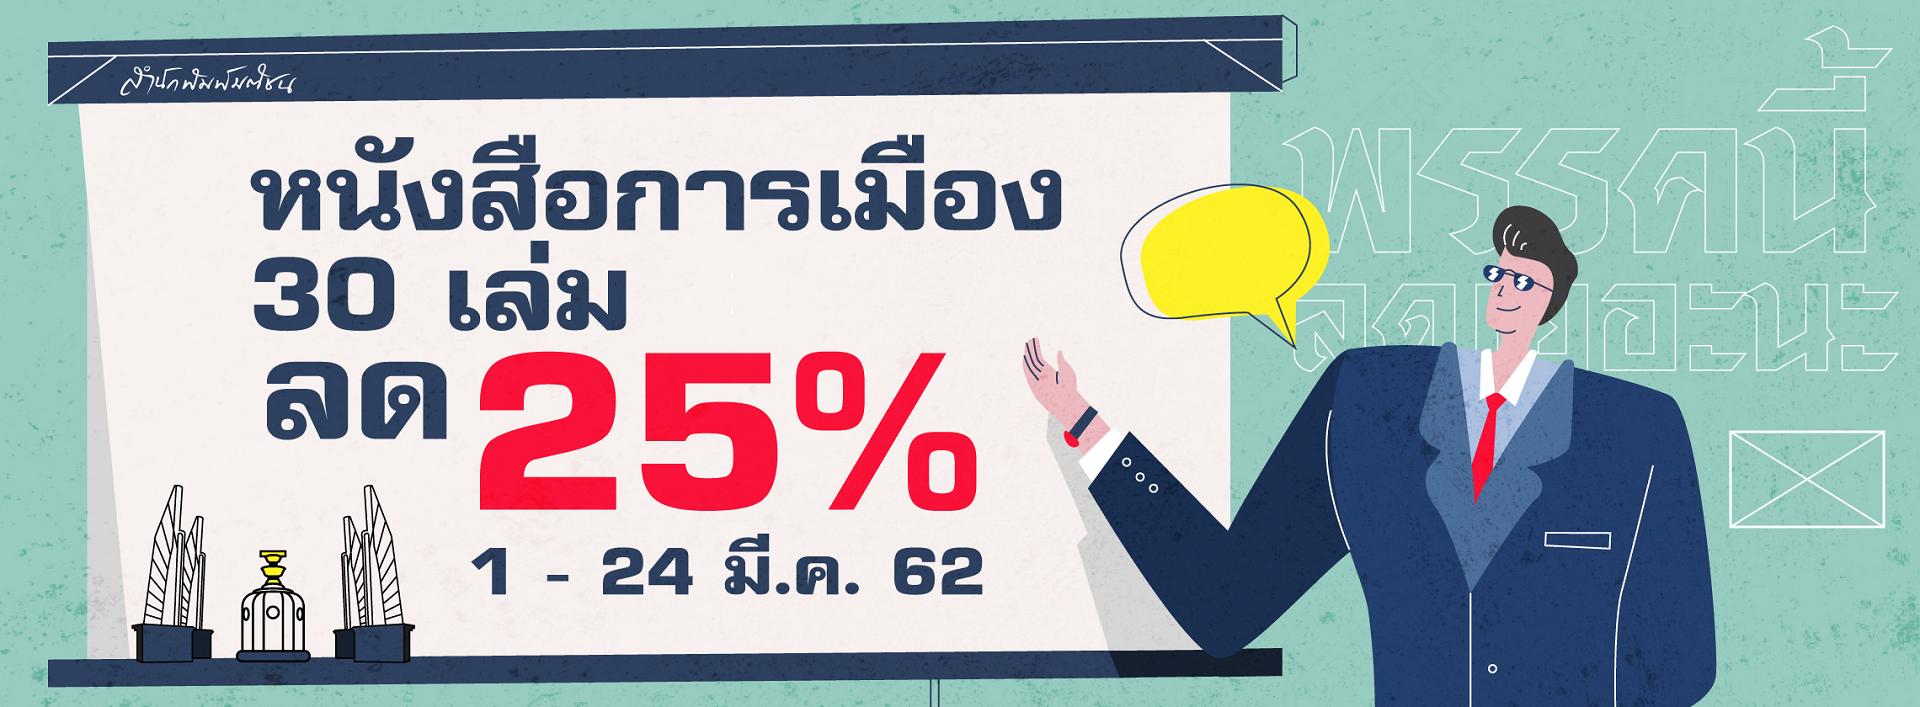 สำนักพิมพ์มติชน
หนังสือการเมือง
30 เล่ม
ลด 25%
1 - 24 มี.ค. 62
พรรคนี้
ลดเยอะนะ